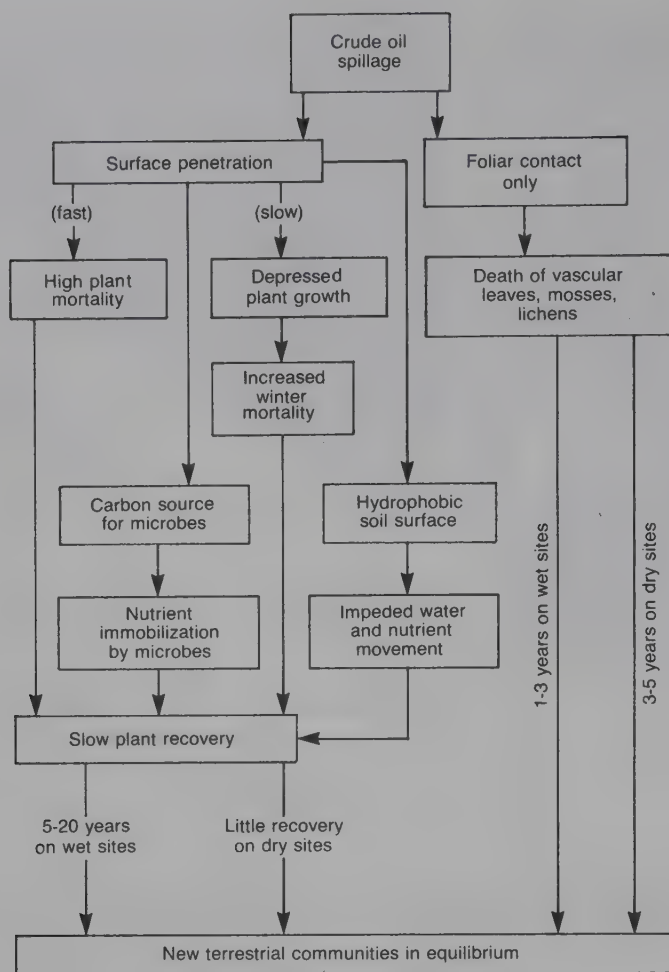 Crude oil
spillage
Surface penetration
Foliar contact
only
(fast)
(slow)
High plant
mortality
Depressed
plant growth
Death of vascular
leaves, mosses,
lichens
Increased
winter
mortality
Carbon source
for microbes
Hydrophobic
soil surface
Nutrient
immobilization
by microbes
Impeded water
and nutrient
movement
1-3 years on wet sites
3-5 years on dry sites
Slow plant recovery
5-20 years
on wet sites
Little recovery
on dry sites
New terrestrial communities in equilibrium